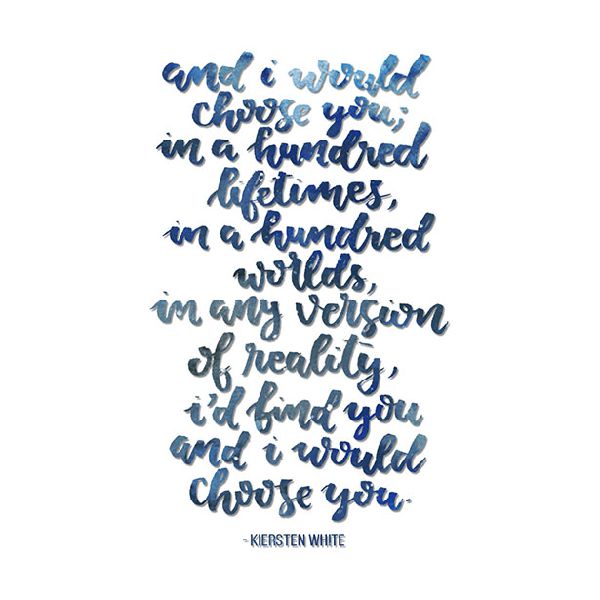 and i would
choose you;
in a hundred
lifetimes,
in a hundred
worlds,
in any version
of reality,
i'd find you
and i would
choose you
- KIERSTEN WHITE